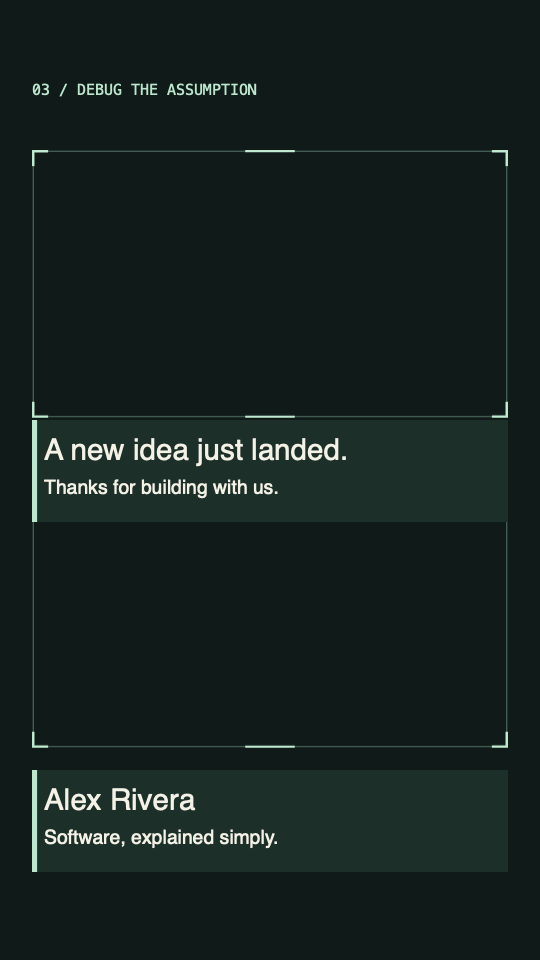 03 / DEBUG THE ASSUMPTION
A new idea just landed.
Thanks for building with us.
Alex Rivera
Software, explained simply.